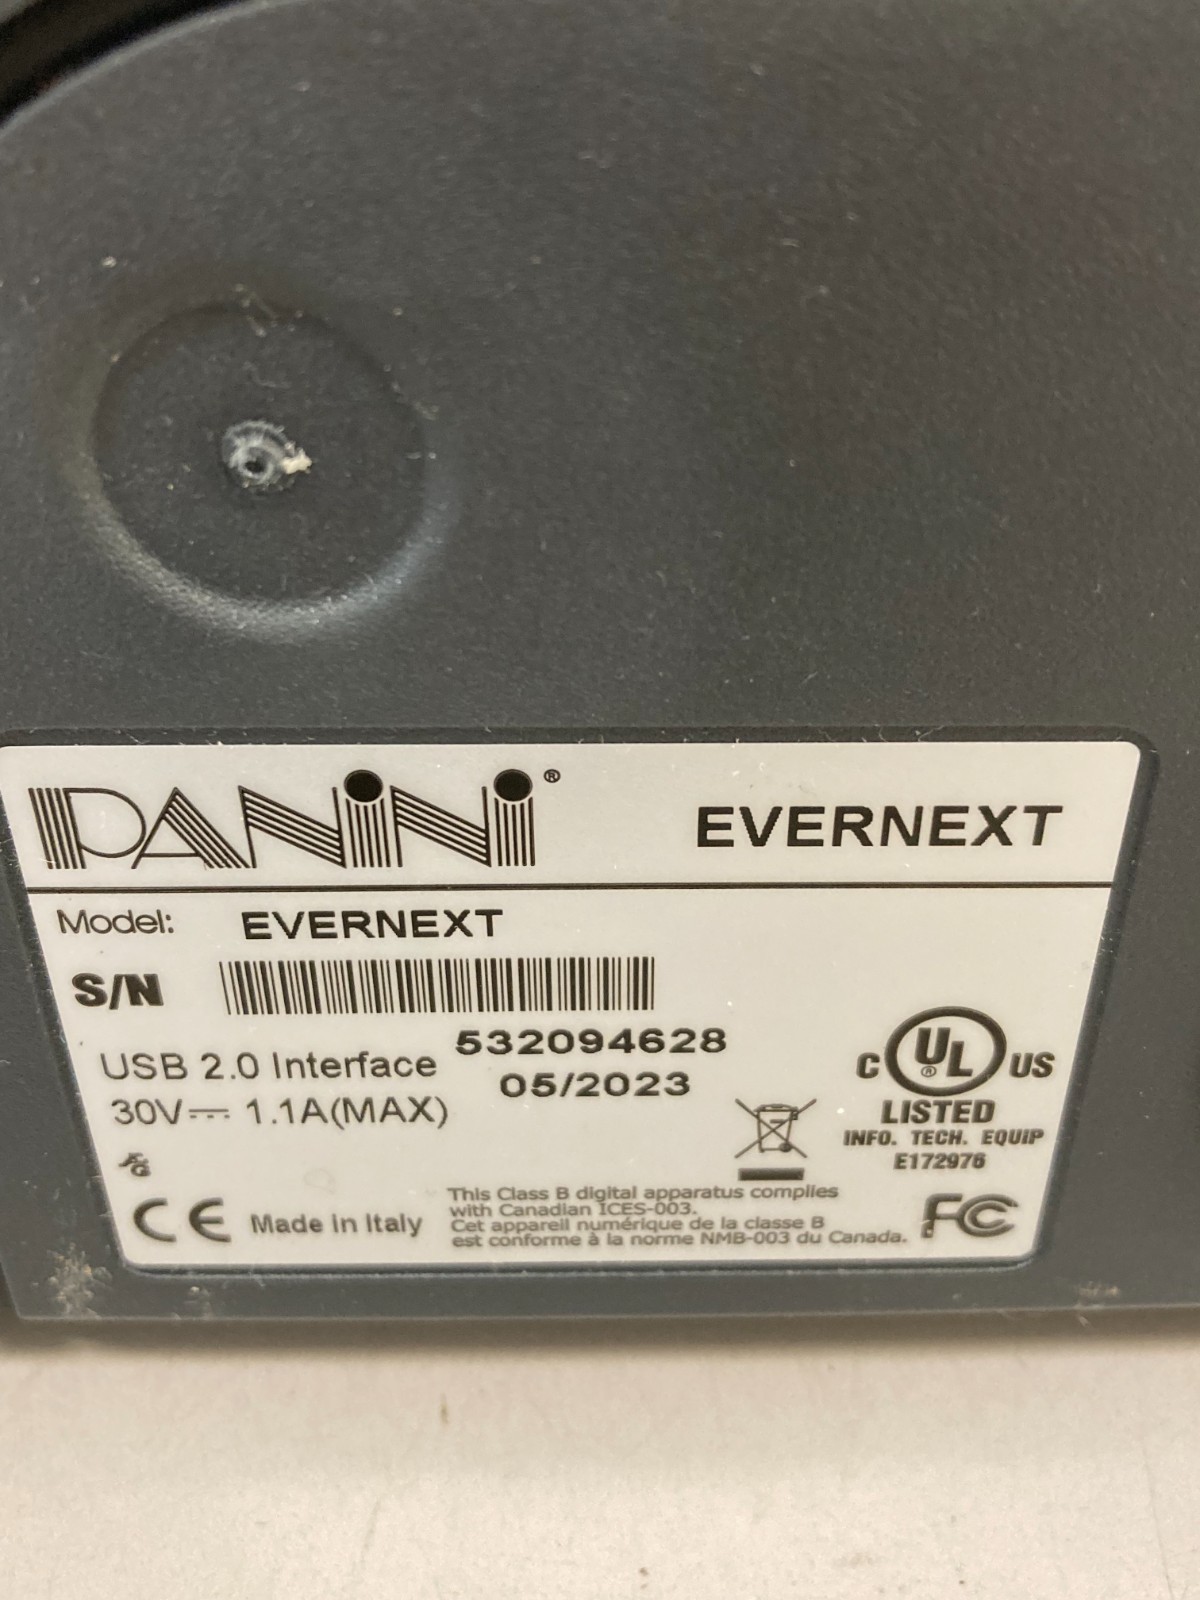 PANINI® EVERNEXT
Model: EVERNEXT
S/N
532094628
USB 2.0 Interface
05/2023
30V⎓ 1.1A(MAX)
C UL® US
LISTED
INFO. TECH. EQUIP
E172976
CE Made in Italy
This Class B digital apparatus complies
with Canadian ICES-003.
Cet appareil numérique de la classe B
est conforme à la norme NMB-003 du Canada.
FC